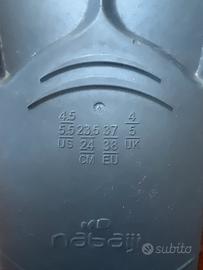 4.5 4
5.5 23.5 37 5
US 24 38 UK
CM EU
nabaiji
subito